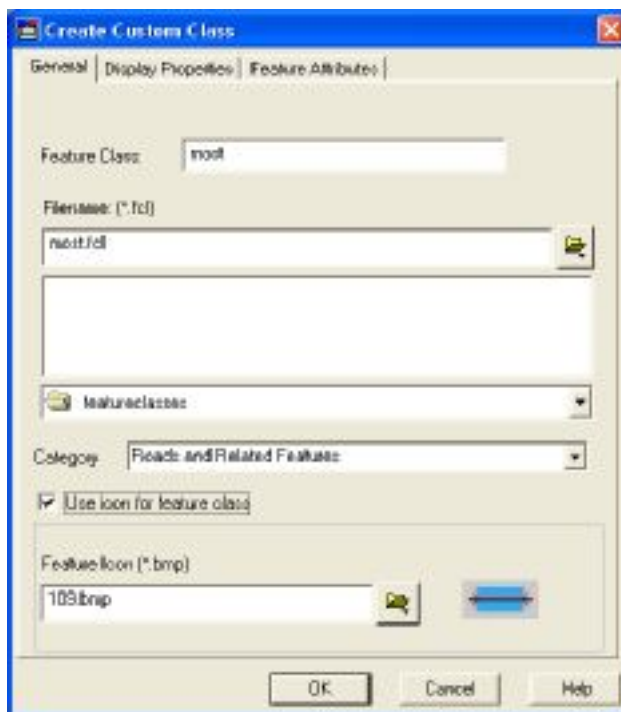 Create Custom Class
General Display Properties Feature Attributes
Feature Class: most
Filename: (*.fcl)
most.fcl
featureclasses
Category Roads and Related Features
Use icon for feature class
Feature Icon (*.bmp)
109.bmp
OK Cancel Help